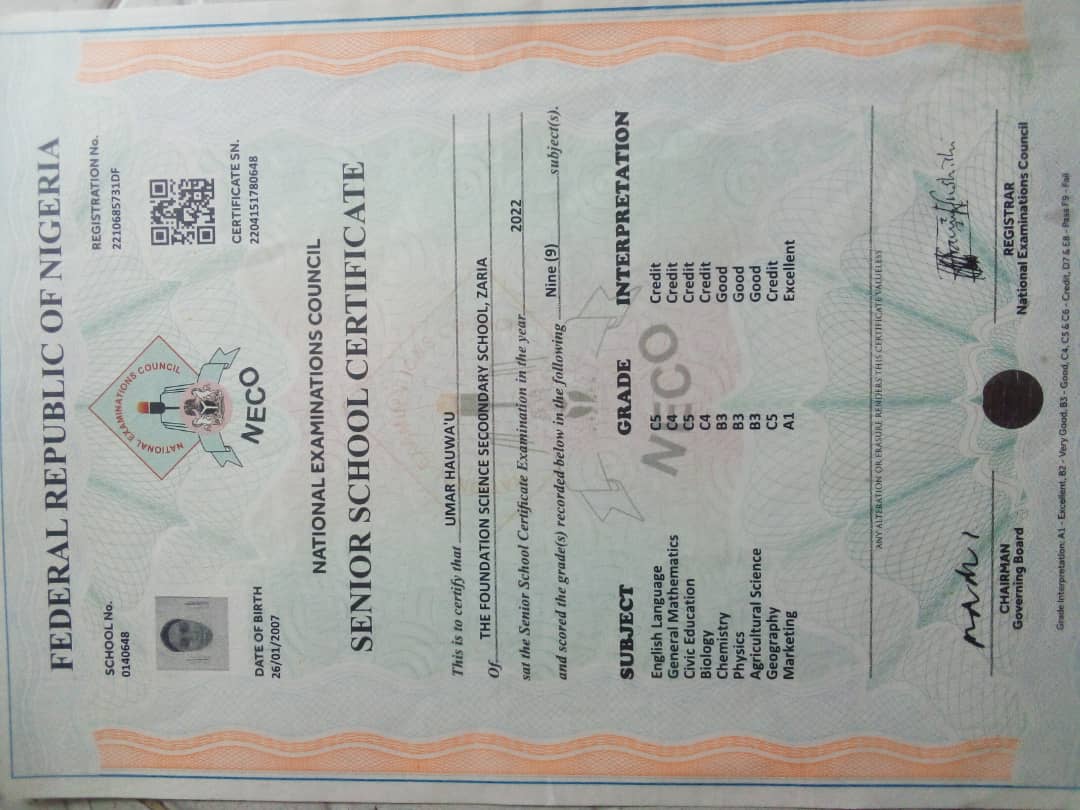 FEDERAL REPUBLIC OF NIGERIA
SCHOOL No.
0140648
REGISTRATION No.
2210685731DF
NATIONAL EXAMINATIONS COUNCIL
NATIONAL
NECO
CERTIFICATE SN.
2204151780648
DATE OF BIRTH
26/01/2007
NATIONAL EXAMINATIONS COUNCIL
SENIOR SCHOOL CERTIFICATE
This is to certify that UMAR HAUWA'U
Of THE FOUNDATION SCIENCE SECOONDARY SCHOOL, ZARIA
sat the Senior School Certificate Examination in the year 2022
and scored the grade(s) recorded below in the following Nine (9) subject(s).
SUBJECT GRADE INTERPRETATION
English Language C5 Credit
General Mathematics C4 Credit
Civic Education C5 Credit
Biology C4 Credit
Chemistry B3 Good
Physics B3 Good
Agricultural Science B3 Good
Geography C5 Credit
Marketing A1 Excellent
NECO
ANY ALTERATION OR ERASURE RENDERS THIS CERTIFICATE VALUELESS
CHAIRMAN
Governing Board
REGISTRAR
National Examinations Council
Grade Interpretation: A1 - Excellent, B2 - Very Good, B3 - Good, C4, C5 & C6 - Credit, D7 & E8 - Pass F9 - Fail